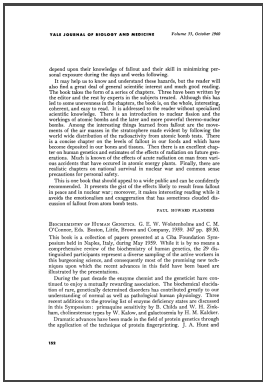 YALE JOURNAL OF BIOLOGY AND MEDICINE Volume 33, October 1960
depend upon their knowledge of fallout and their skill in minimizing per-
sonal exposure during the days and weeks following.
It may help us to know and understand these hazards, but the reader will
also find a great deal of general scientific interest and much good reading.
The book takes the form of a series of chapters. These have been written by
the editor and the rest by experts in the subjects treated. Although this has
led to some unevenness in the chapters, the book is, on the whole, interesting,
coherent, and easy to read. It is addressed to the reader without specialized
scientific knowledge. There is an introduction to nuclear fission and the
workings of atomic bombs and the later and more powerful thermo-nuclear
bombs. Among the interesting things learned from fallout are the move-
ments of the air masses in the stratosphere made evident by following the
world wide distribution of the radioactivity from atomic bomb tests. There
is a concise chapter on the levels of fallout in our foods and which have
become deposited in our bones and tissues. Then there is an excellent chap-
ter on human genetics and estimates of the effects of radiation on future gen-
erations. Much is known of the effects of acute radiation on man from vari-
ous accidents that have occurred in atomic energy plants. Finally, there are
realistic chapters on national survival in nuclear war and common sense
precautions for personal safety.
This is one book that should appeal to a wide public and can be confidently
recommended. It presents the gist of the effects likely to result from fallout
in peace and in nuclear war; moreover, it makes interesting reading while it
avoids the emotionalism and exaggeration that has sometimes clouded dis-
cussion of fallout from atom bomb tests.
PAUL HOWARD FLANDERS
BIOCHEMISTRY OF HUMAN GENETICS. G. E. W. Wolstenholme and C. M.
O'Connor, Eds. Boston, Little, Brown and Company, 1959. 347 pp. $9.50.
This book is a collection of papers presented at a Ciba Foundation Sym-
posium held in Naples, Italy, during May 1959. While it is by no means a
comprehensive review of the biochemistry of human genetics, the 29 dis-
tinguished participants represent a diverse sampling of the active workers in
this burgeoning science, and consequently most of the promising new tech-
niques upon which the recent advances in this field have been based are
illustrated by the presentations.
During the past decade the enzyme chemist and the geneticist have con-
tinued to enjoy a mutually rewarding association. The biochemical elucida-
tion of rare, genetically determined disorders has contributed greatly to our
understanding of normal as well as pathological human physiology. Three
recent additions to the growing list of enzyme deficiency states are discussed
in this Symposium: primaquine sensitivity by B. Childs and W. H. Zink-
ham, cholinesterase types by W. Kalow, and galactosemia by H. M. Kalckar.
Dramatic advances have been made in the field of protein genetics through
the application of the technique of protein fingerprinting. J. A. Hunt and
152